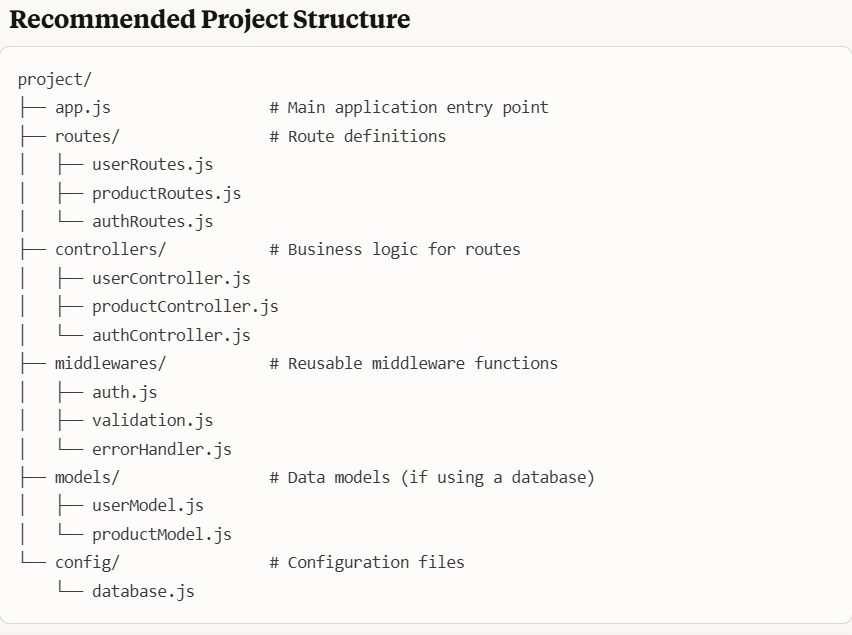 Recommended Project Structure
project/
├── app.js                 # Main application entry point
├── routes/                # Route definitions
│   ├── userRoutes.js
│   ├── productRoutes.js
│   └── authRoutes.js
├── controllers/           # Business logic for routes
│   ├── userController.js
│   ├── productController.js
│   └── authController.js
├── middlewares/           # Reusable middleware functions
│   ├── auth.js
│   ├── validation.js
│   └── errorHandler.js
├── models/                # Data models (if using a database)
│   ├── userModel.js
│   └── productModel.js
└── config/                # Configuration files
    └── database.js